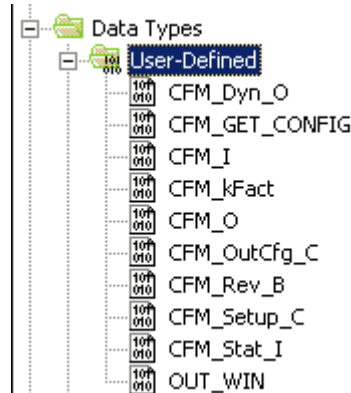 Data Types
User-Defined
CFM_Dyn_O
CFM_GET_CONFIG
CFM_I
CFM_kFact
CFM_O
CFM_OutCfg_C
CFM_Rev_B
CFM_Setup_C
CFM_Stat_I
OUT_WIN